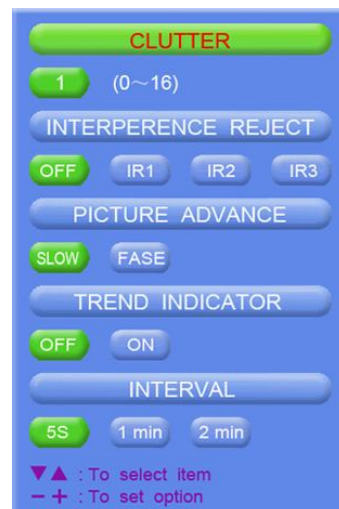 CLUTTER
1 (0～16)
INTERPERENCE REJECT
OFF IR1 IR2 IR3
PICTURE ADVANCE
SLOW FASE
TREND INDICATOR
OFF ON
INTERVAL
5S 1 min 2 min
▼▲ : To select item
− + : To set option